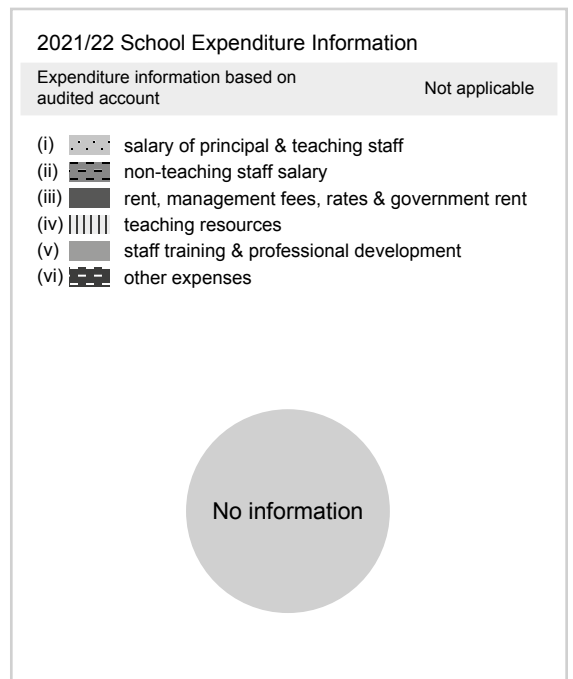 2021/22 School Expenditure Information
Expenditure information based on
audited account
Not applicable
(i) salary of principal & teaching staff
(ii) non-teaching staff salary
(iii) rent, management fees, rates & government rent
(iv) teaching resources
(v) staff training & professional development
(vi) other expenses
No information